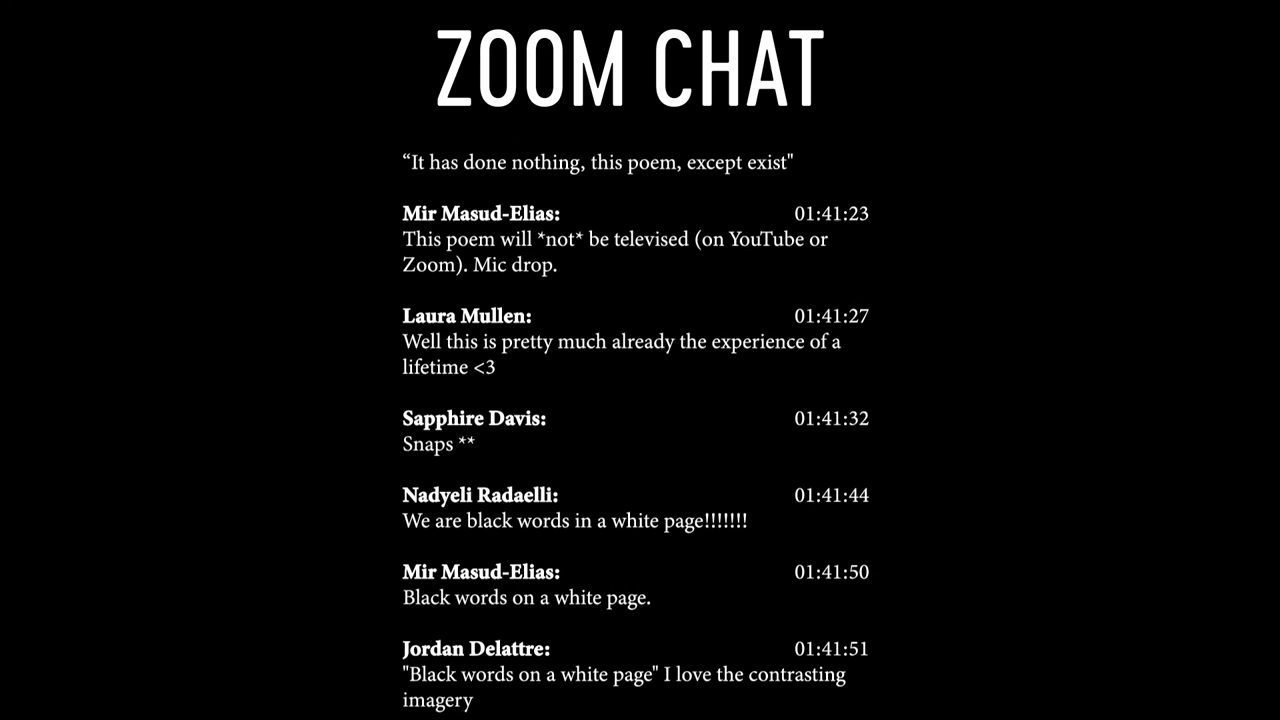 ZOOM CHAT
“It has done nothing, this poem, except exist"
Mir Masud-Elias: 01:41:23
This poem will *not* be televised (on YouTube or
Zoom). Mic drop.
Laura Mullen: 01:41:27
Well this is pretty much already the experience of a
lifetime <3
Sapphire Davis: 01:41:32
Snaps **
Nadyeli Radaelli: 01:41:44
We are black words in a white page!!!!!!!
Mir Masud-Elias: 01:41:50
Black words on a white page.
Jordan Delattre: 01:41:51
"Black words on a white page" I love the contrasting
imagery